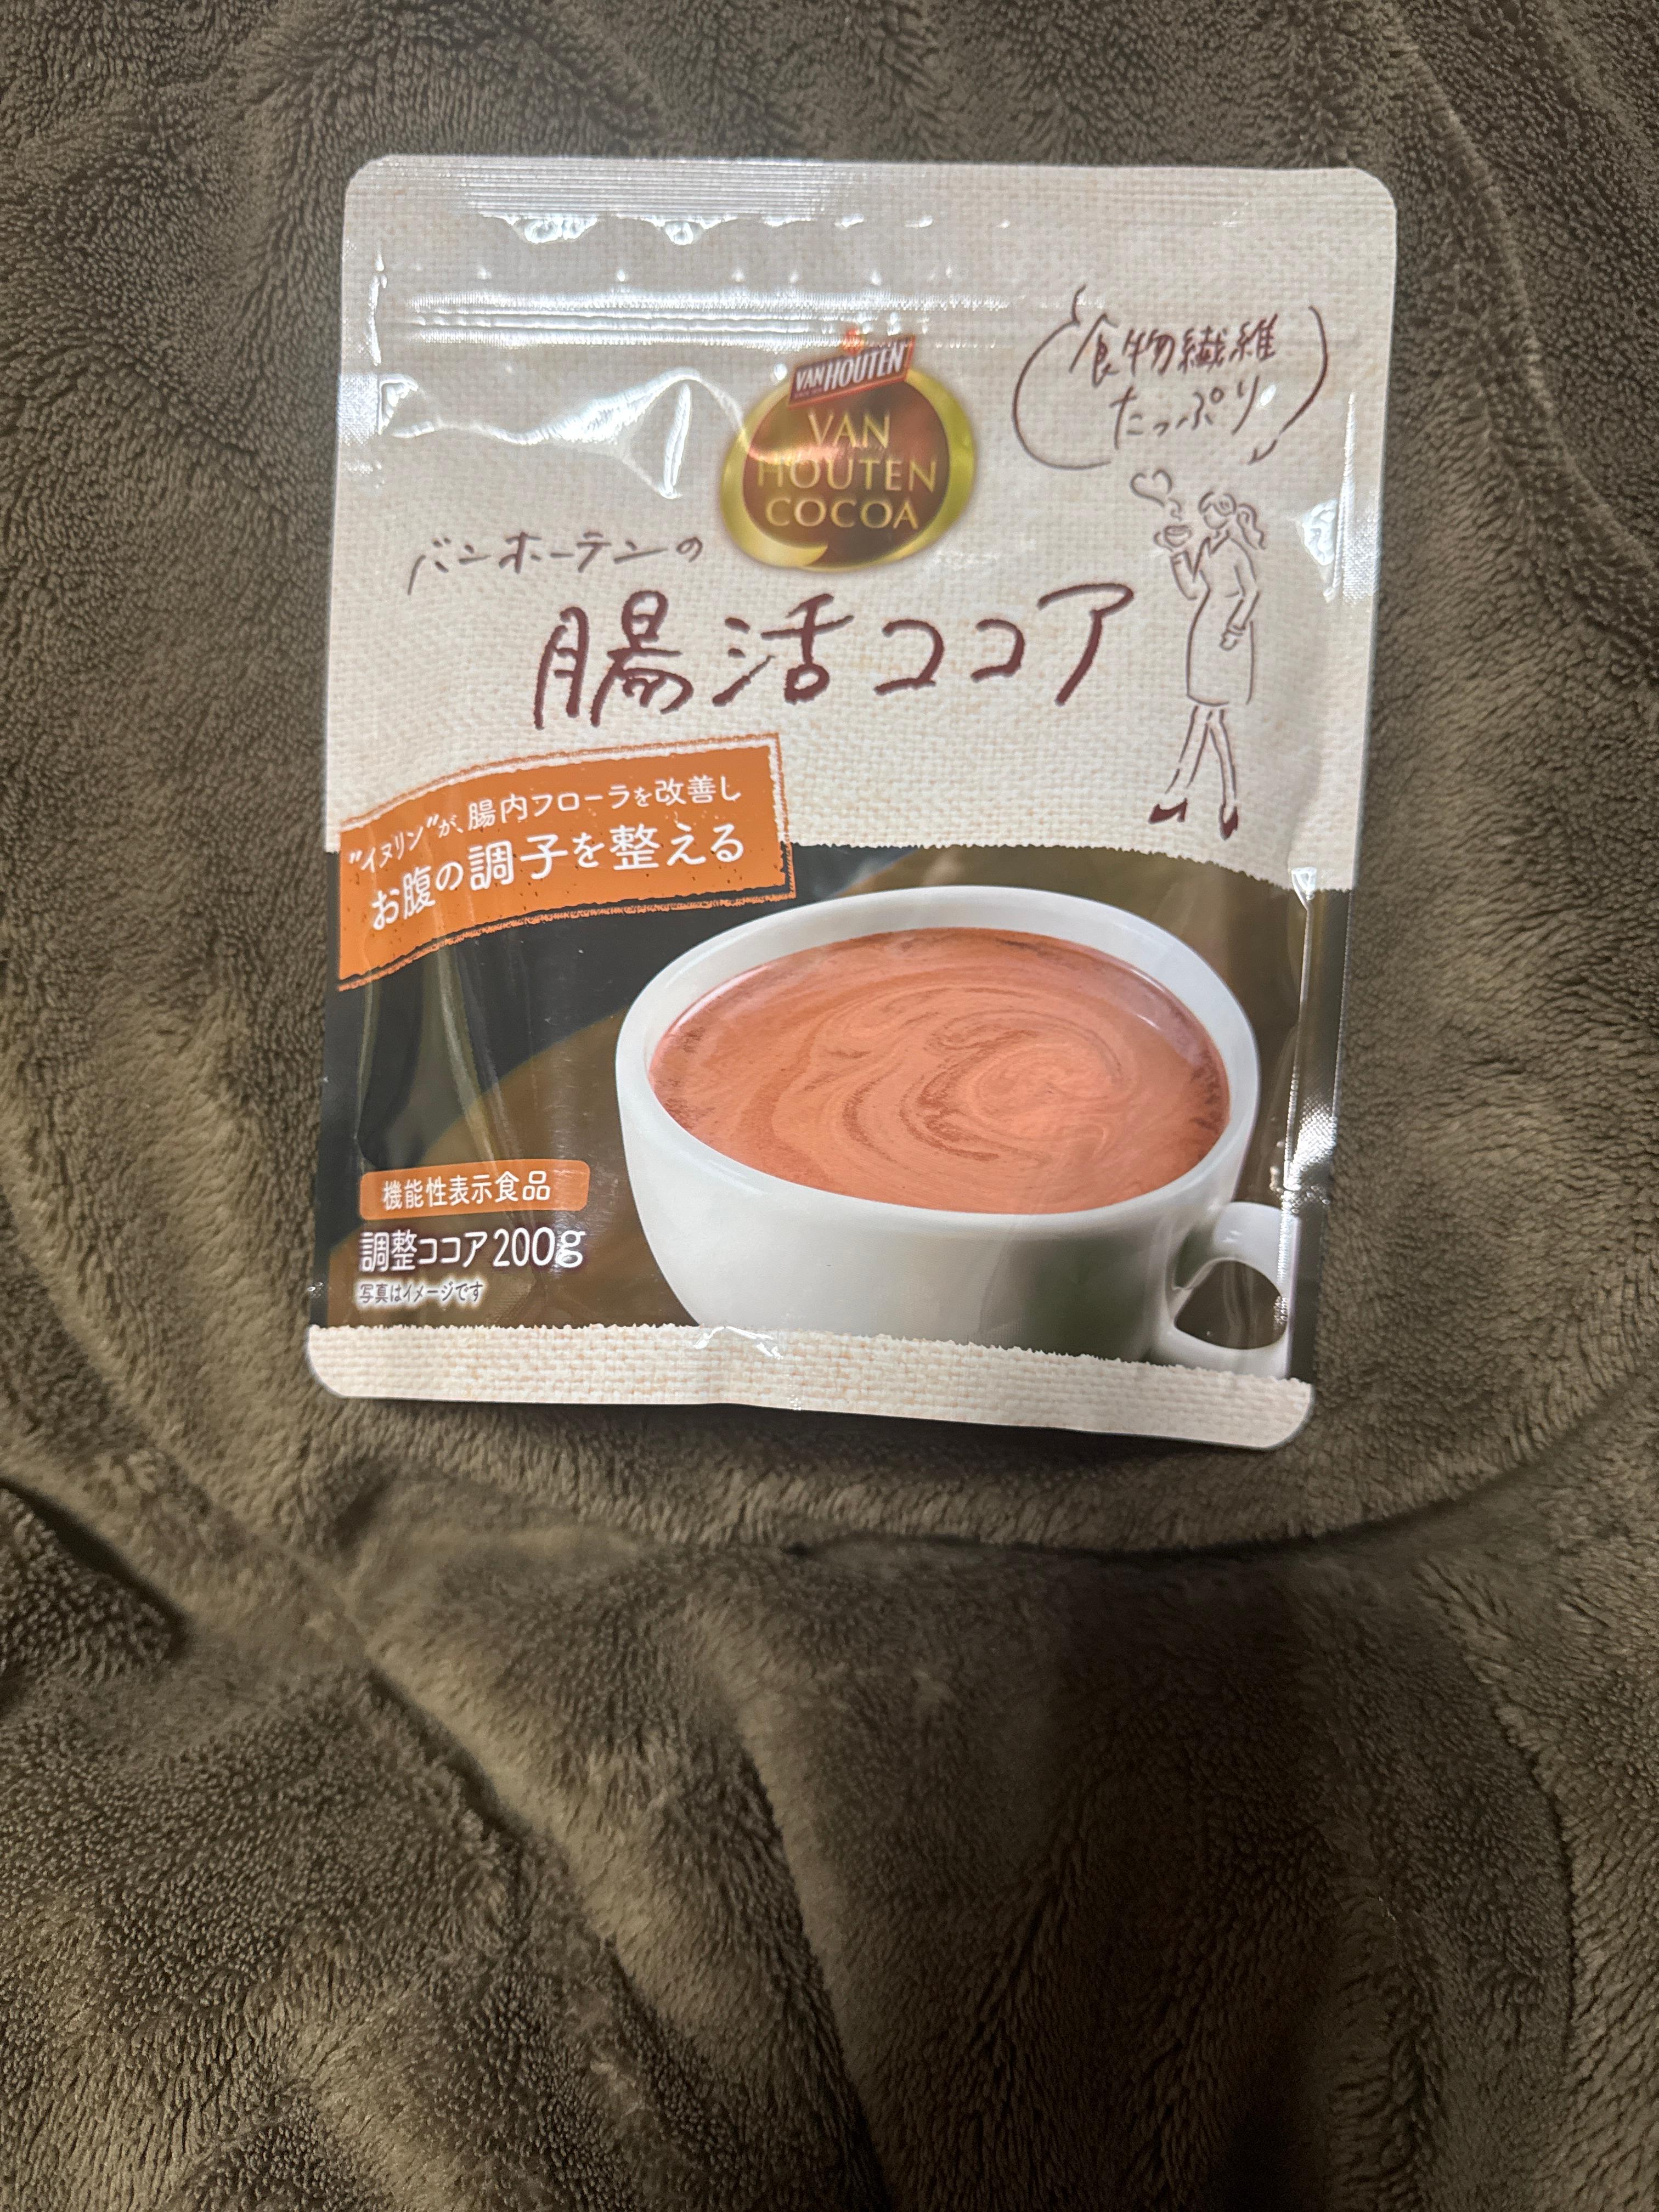 食物繊維
たっぷり
VAN HOUTEN
VAN
HOUTEN
COCOA
バンホーテンの
腸活ココア
"イヌリン"が、腸内フローラを改善し
お腹の調子を整える
機能性表示食品
調整ココア200g
写真はイメージです